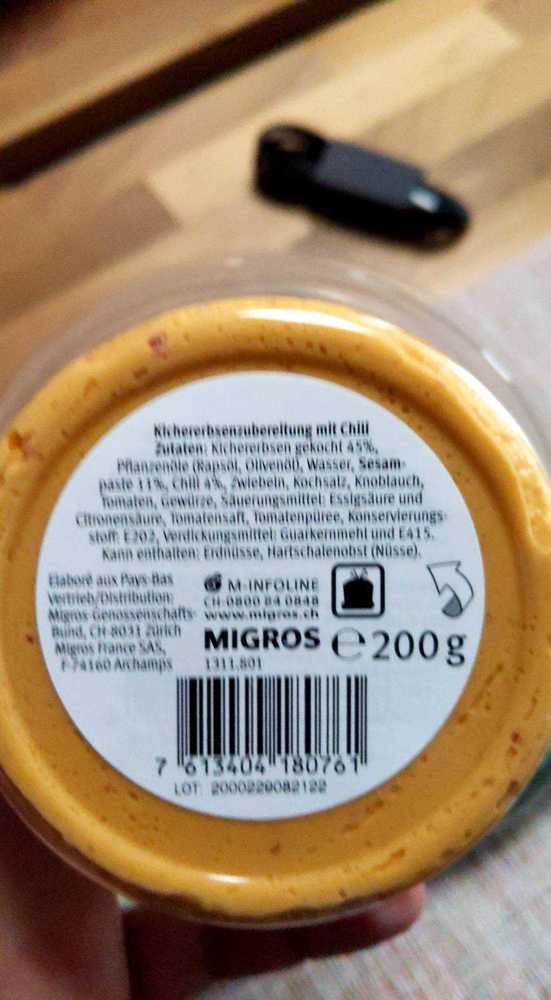 Kichererbsenzubereitung mit Chili
Zutaten: Kichererbsen gekocht 45%,
Pflanzenöle (Rapsöl, Olivenöl), Wasser, Sesam-
paste 11%, Chili 4%, Zwiebeln, Kochsalz, Knoblauch,
Tomaten, Gewürze, Säuerungsmittel: Essigsäure und
Citronensäure, Tomatensaft, Tomatenpüree, Konservierungs-
stoff: E202, Verdickungsmittel: Guarkernmehl und E415.
Kann enthalten: Erdnüsse, Hartschalenobst (Nüsse).
Elaboré aux Pays-Bas
Vertrieb/Distribution:
Migros-Genossenschafts-
Bund, CH-8031 Zürich
Migros France SAS,
F-74160 Archamps
M-INFOLINE
CH-0800 84 0848
www.migros.ch
MIGROS ℮ 200 g
1311.801
7 613404 180761
LOT: 2000229082122